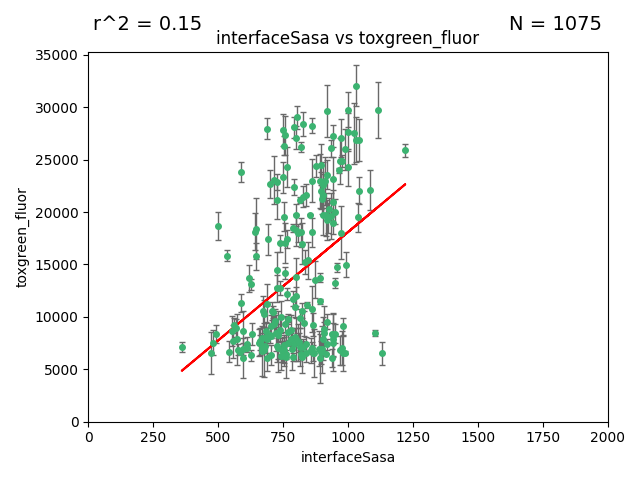 r^2 = 0.15
N = 1075
interfaceSasa vs toxgreen_fluor
35000
30000
25000
20000
15000
10000
5000
0
toxgreen_fluor
0 250 500 750 1000 1250 1500 1750 2000
interfaceSasa